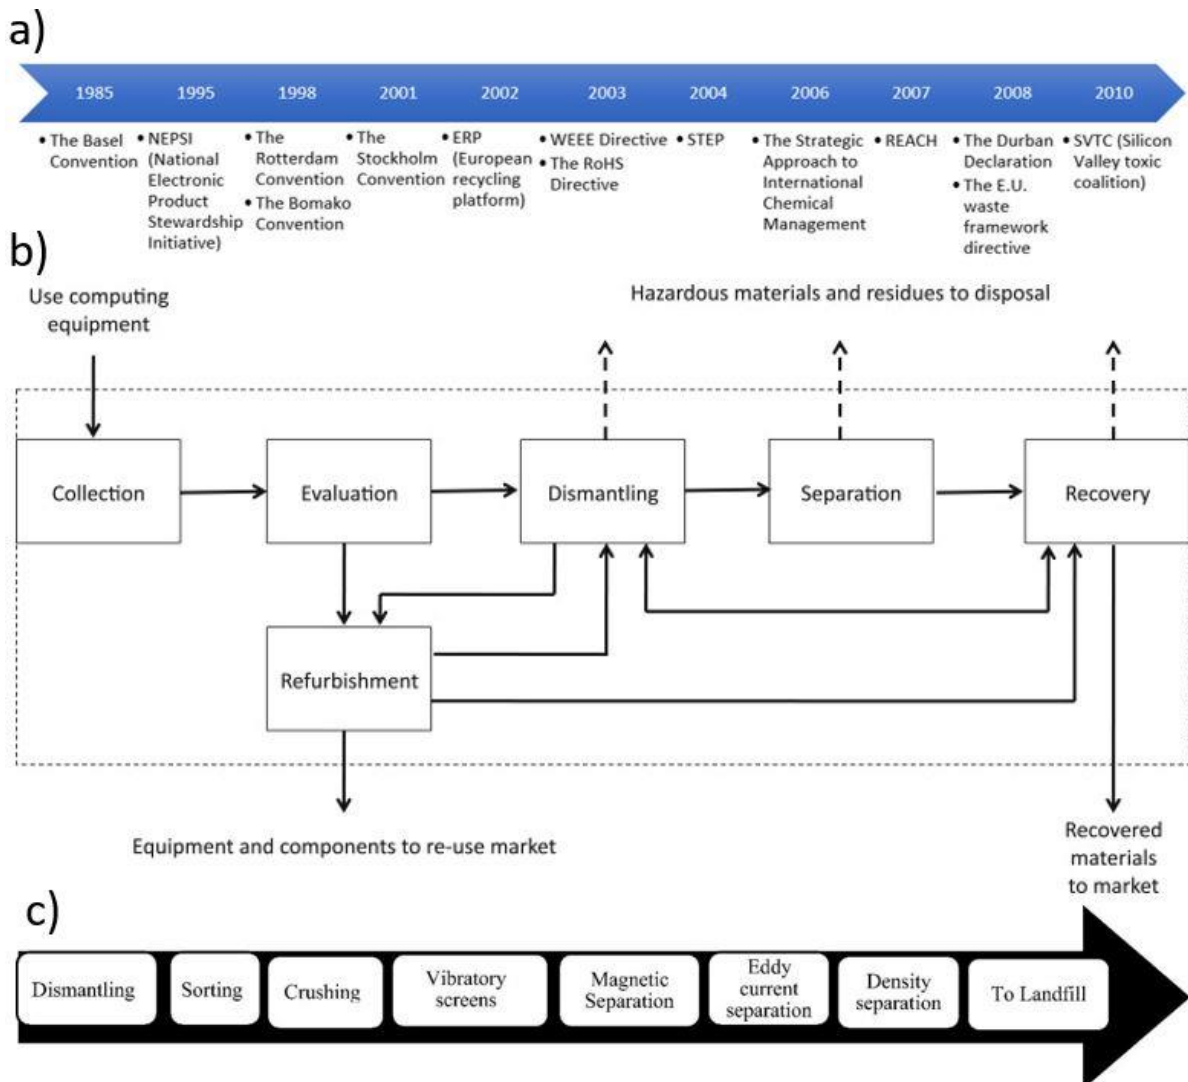 a)
1985 1995 1998 2001 2002 2003 2004 2006 2007 2008 2010
• The Basel
Convention
• NEPSI
(National
Electronic
Product
Stewardship
Initiative)
• The
Rotterdam
Convention
• The Bomako
Convention
• The
Stockholm
Convention
• ERP
(European
recycling
platform)
• WEEE Directive
• The RoHS
Directive
• STEP
• The Strategic
Approach to
International
Chemical
Management
• REACH
• The Durban
Declaration
• The E.U.
waste
framework
directive
• SVTC (Silicon
Valley toxic
coalition)
b)
Use computing
equipment
Hazardous materials and residues to disposal
Collection
Evaluation
Dismantling
Separation
Recovery
Refurbishment
Equipment and components to re-use market
Recovered
materials
to market
c)
Dismantling
Sorting
Crushing
Vibratory
screens
Magnetic
Separation
Eddy
current
separation
Density
separation
To Landfill